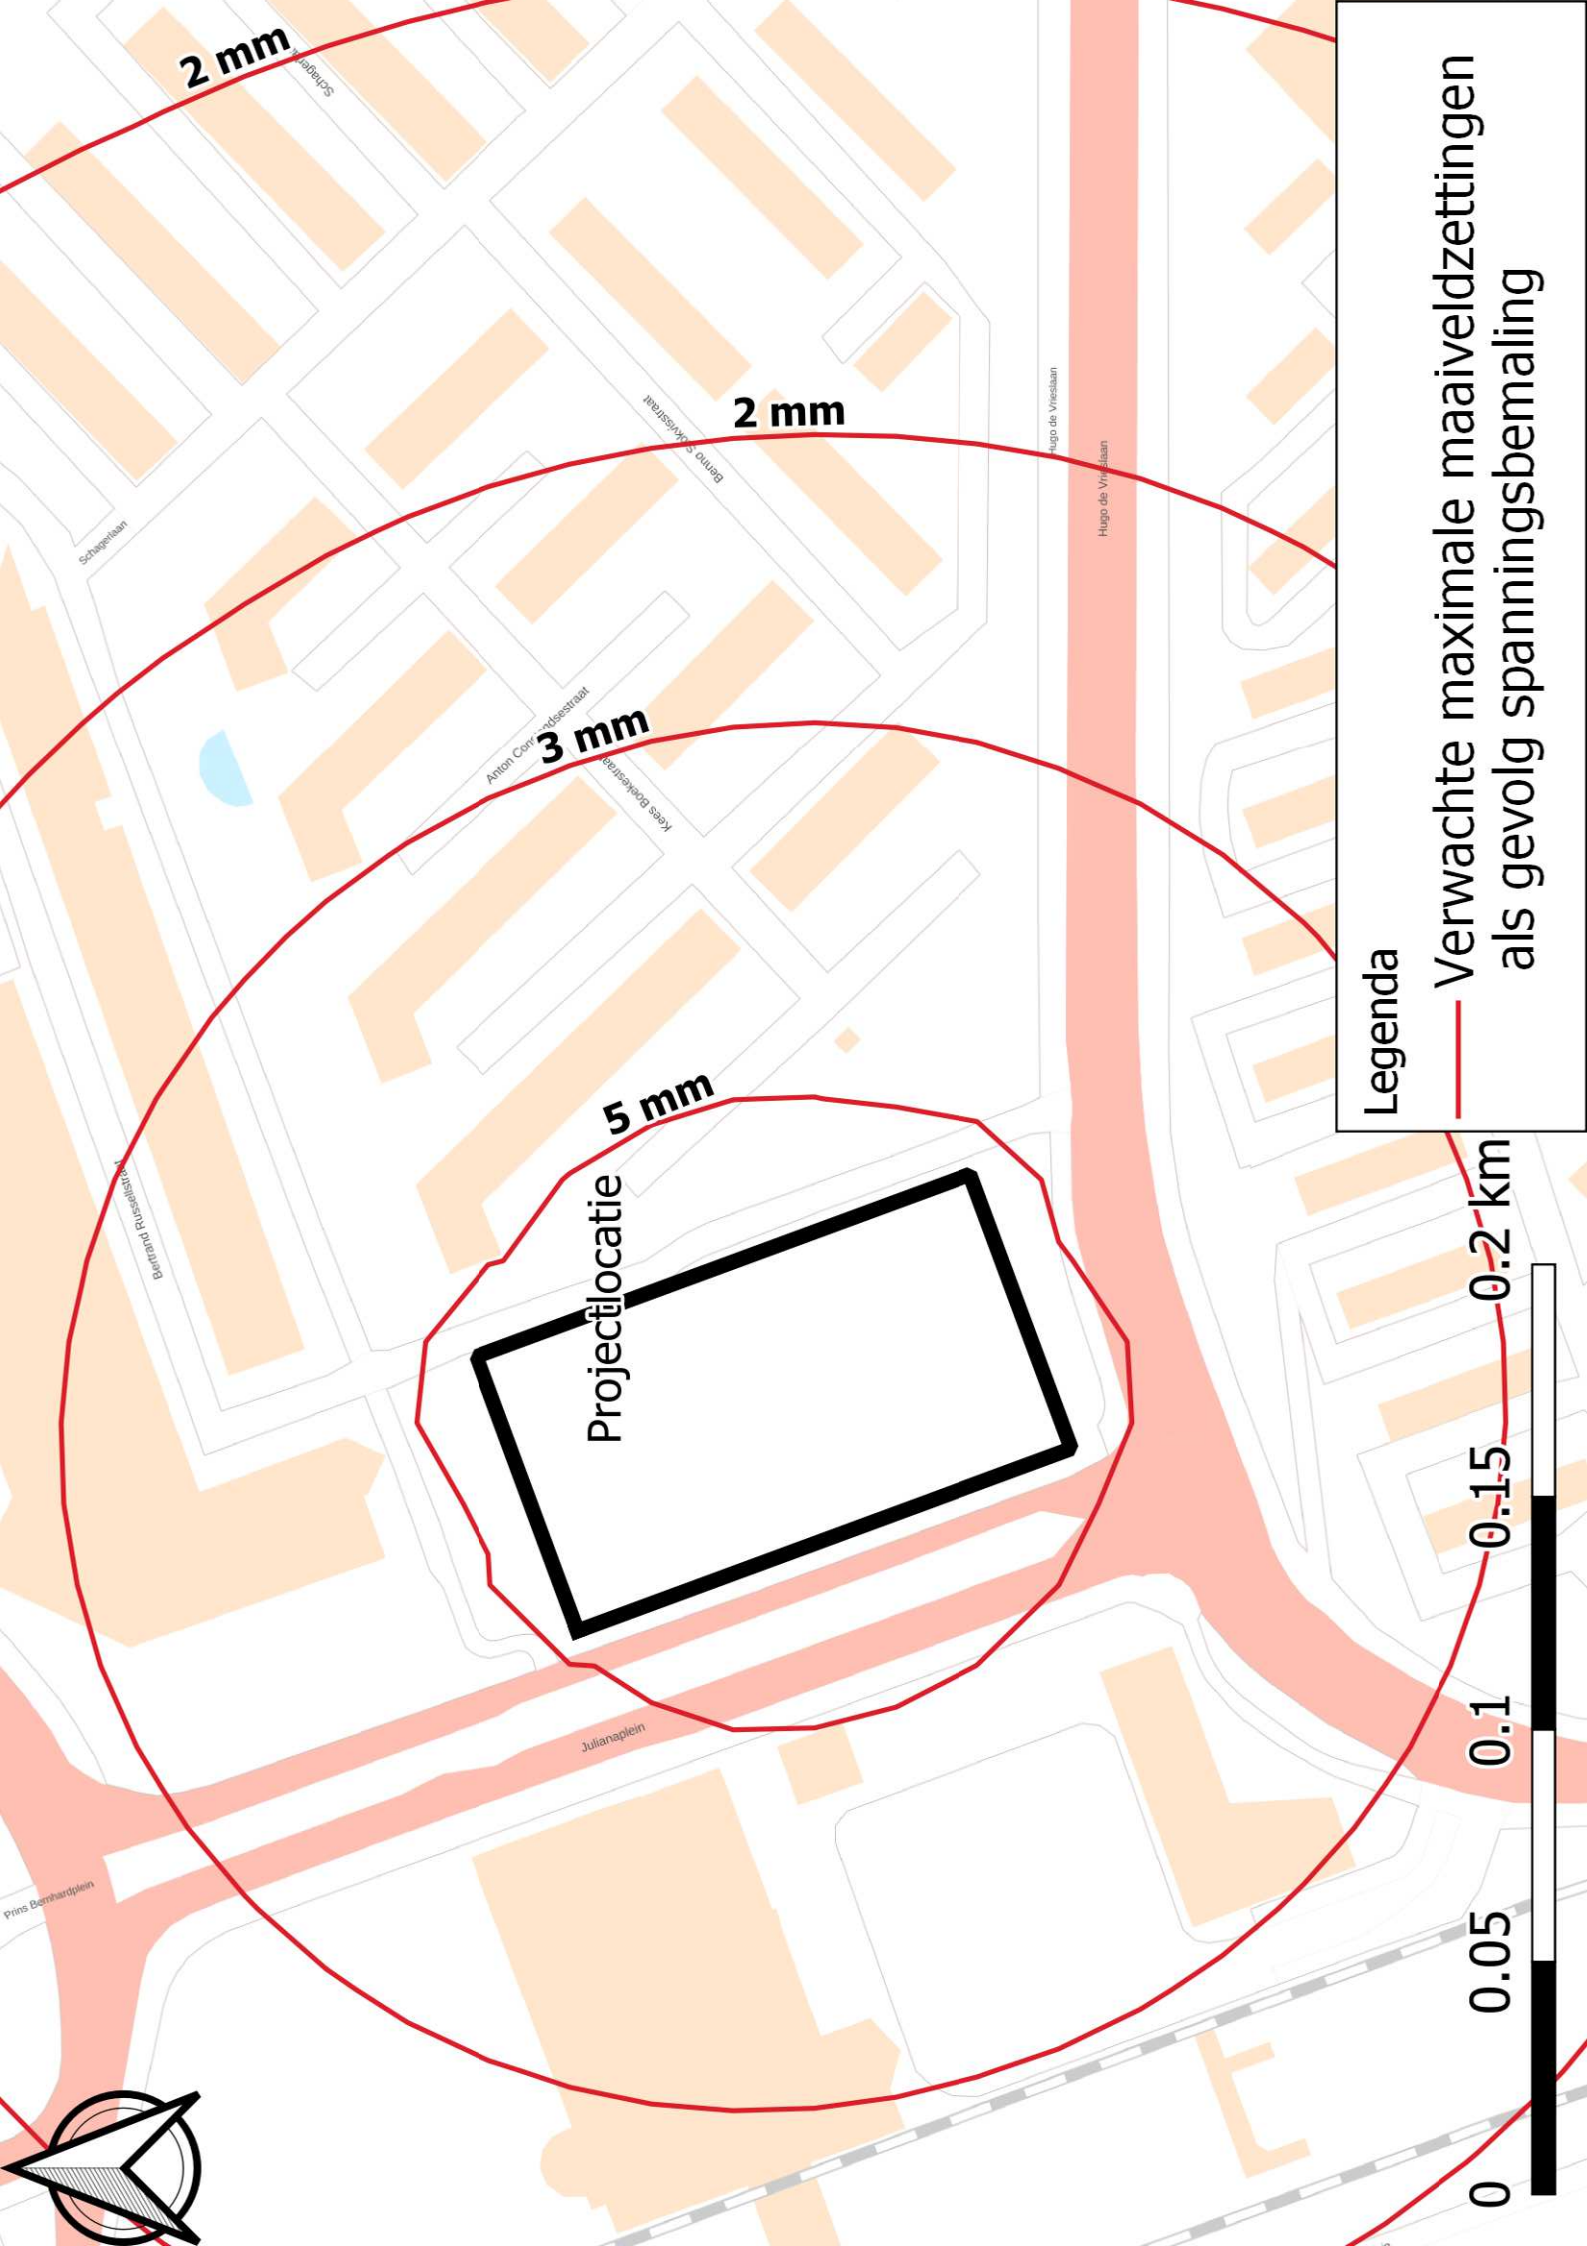 2 mm
Schagerl
2 mm
Benno Stokvisstraat
Hugo de Vrieslaan
Hugo de Vrieslaan
Schagerlaan
3 mm
Anton Constandsestraat
Kees Boekestraat
5 mm
Bertrand Russellstraat
Projectlocatie
Julianaplein
Prins Bernhardplein
Legenda
Verwachte maximale maaiveldzettingen
als gevolg spanningsbemaling
0 0.05 0.1 0.15 0.2 km